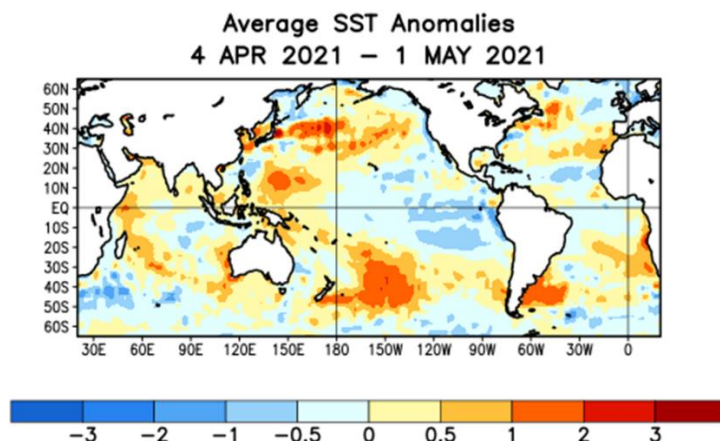 Average SST Anomalies
4 APR 2021 – 1 MAY 2021
60N
50N
40N
30N
20N
10N
EQ
10S
20S
30S
40S
50S
60S
30E 60E 90E 120E 150E 180 150W 120W 90W 60W 30W 0
-3 -2 -1 -0.5 0 0.5 1 2 3